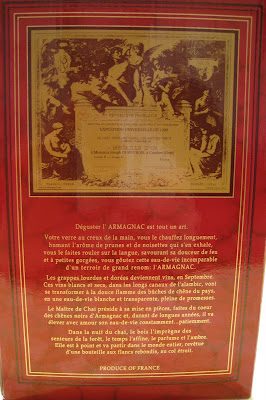 RÉPUBLIQUE FRANÇAISE
EXPOSITION UNIVERSELLE DE
Déguster l'ARMAGNAC est tout un art.
Votre verre au creux de la main, vous le chauffez longuement,
humant l'arôme de prunes et de noisettes qui s'en exhale,
vous le faites rouler sur la langue, savourant sa douceur de feu
et à petites gorgées, vous goûtez cette eau-de-vie incomparable
d'un terroir de grand renom: l'ARMAGNAC.
Les grappes lourdes et dorées deviennent vins, en Septembre.
Ces vins blancs et secs, dans les longs canaux de l'alambic, vont
se transformer à la douce flamme des bûches de chêne du pays,
en une eau-de-vie blanche et transparente, pleine de promesses.
Le Maître de Chai préside à sa mise en pièces, faites du cœur
des chênes noirs d'Armagnac et, durant de longues années, il va
élever avec amour son eau-de-vie constamment...patiemment.
Dans la nuit du chai, le bois l'imprègne des
senteurs de la forêt, le temps l'affine, se parfume et l'ambre.
Elle est à point et va partir dans le monde entier, revêtue
d'une bouteille aux flancs rebondis, au col étroit.
PRODUCE OF FRANCE